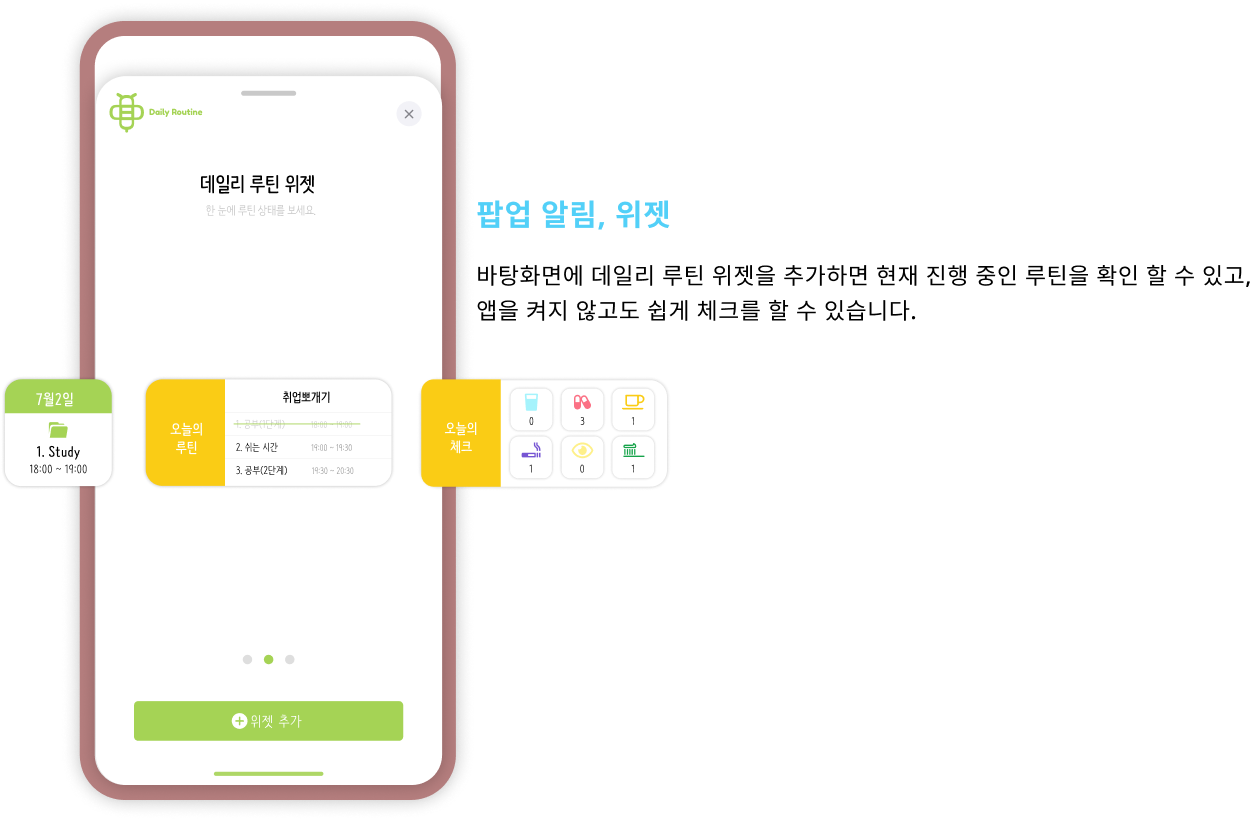 Daily Routine
데일리 루틴 위젯
한 눈에 루틴 상태를 보세요.
팝업 알림, 위젯
바탕화면에 데일리 루틴 위젯을 추가하면 현재 진행 중인 루틴을 확인 할 수 있고,
앱을 켜지 않고도 쉽게 체크를 할 수 있습니다.
7월2일
1. Study
18:00 ~ 19:00
오늘의
루틴
취업뽀개기
1. 공부(1단계) 18:00 ~ 19:00
2. 쉬는 시간 19:00 ~ 19:30
3. 공부(2단계) 19:30 ~ 20:30
오늘의
체크
0 3 1
1 0 1
위젯 추가